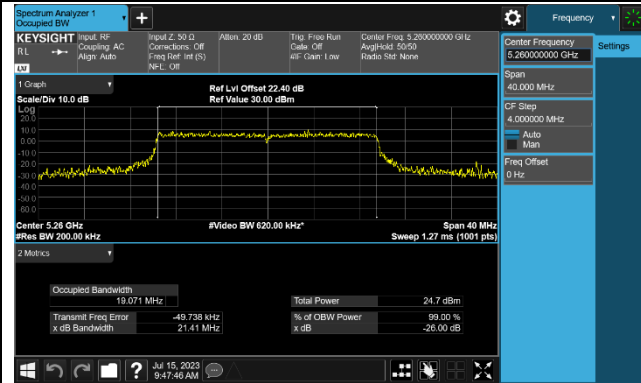 Spectrum Analyzer 1
Occupied BW
KEYSIGHT
RL
LXI
Input: RF
Coupling: AC
Align: Auto
Input Z: 50 Ω
Corrections: Off
Freq Ref: Int (S)
NFE: Off
Atten: 20 dB
Trig: Free Run
Gate: Off
#IF Gain: Low
Center Freq: 5.260000000 GHz
Avg|Hold: 50/50
Radio Std: None
1 Graph
Scale/Div 10.0 dB
Ref Lvl Offset 22.40 dB
Ref Value 30.00 dBm
Log
20.0
10.0
0.00
-10.0
-20.0
-30.0
-40.0
-50.0
-60.0
Center 5.26 GHz
#Res BW 200.00 kHz
#Video BW 620.00 kHz*
Span 40 MHz
Sweep 1.27 ms (1001 pts)
2 Metrics
Occupied Bandwidth
19.071 MHz
Total Power 24.7 dBm
Transmit Freq Error -49.738 kHz
% of OBW Power 99.00 %
x dB Bandwidth 21.41 MHz
x dB -26.00 dB
Jul 15, 2023
9:47:46 AM
Frequency
Settings
Center Frequency
5.260000000 GHz
Span
40.000 MHz
CF Step
4.000000 MHz
Auto
Man
Freq Offset
0 Hz